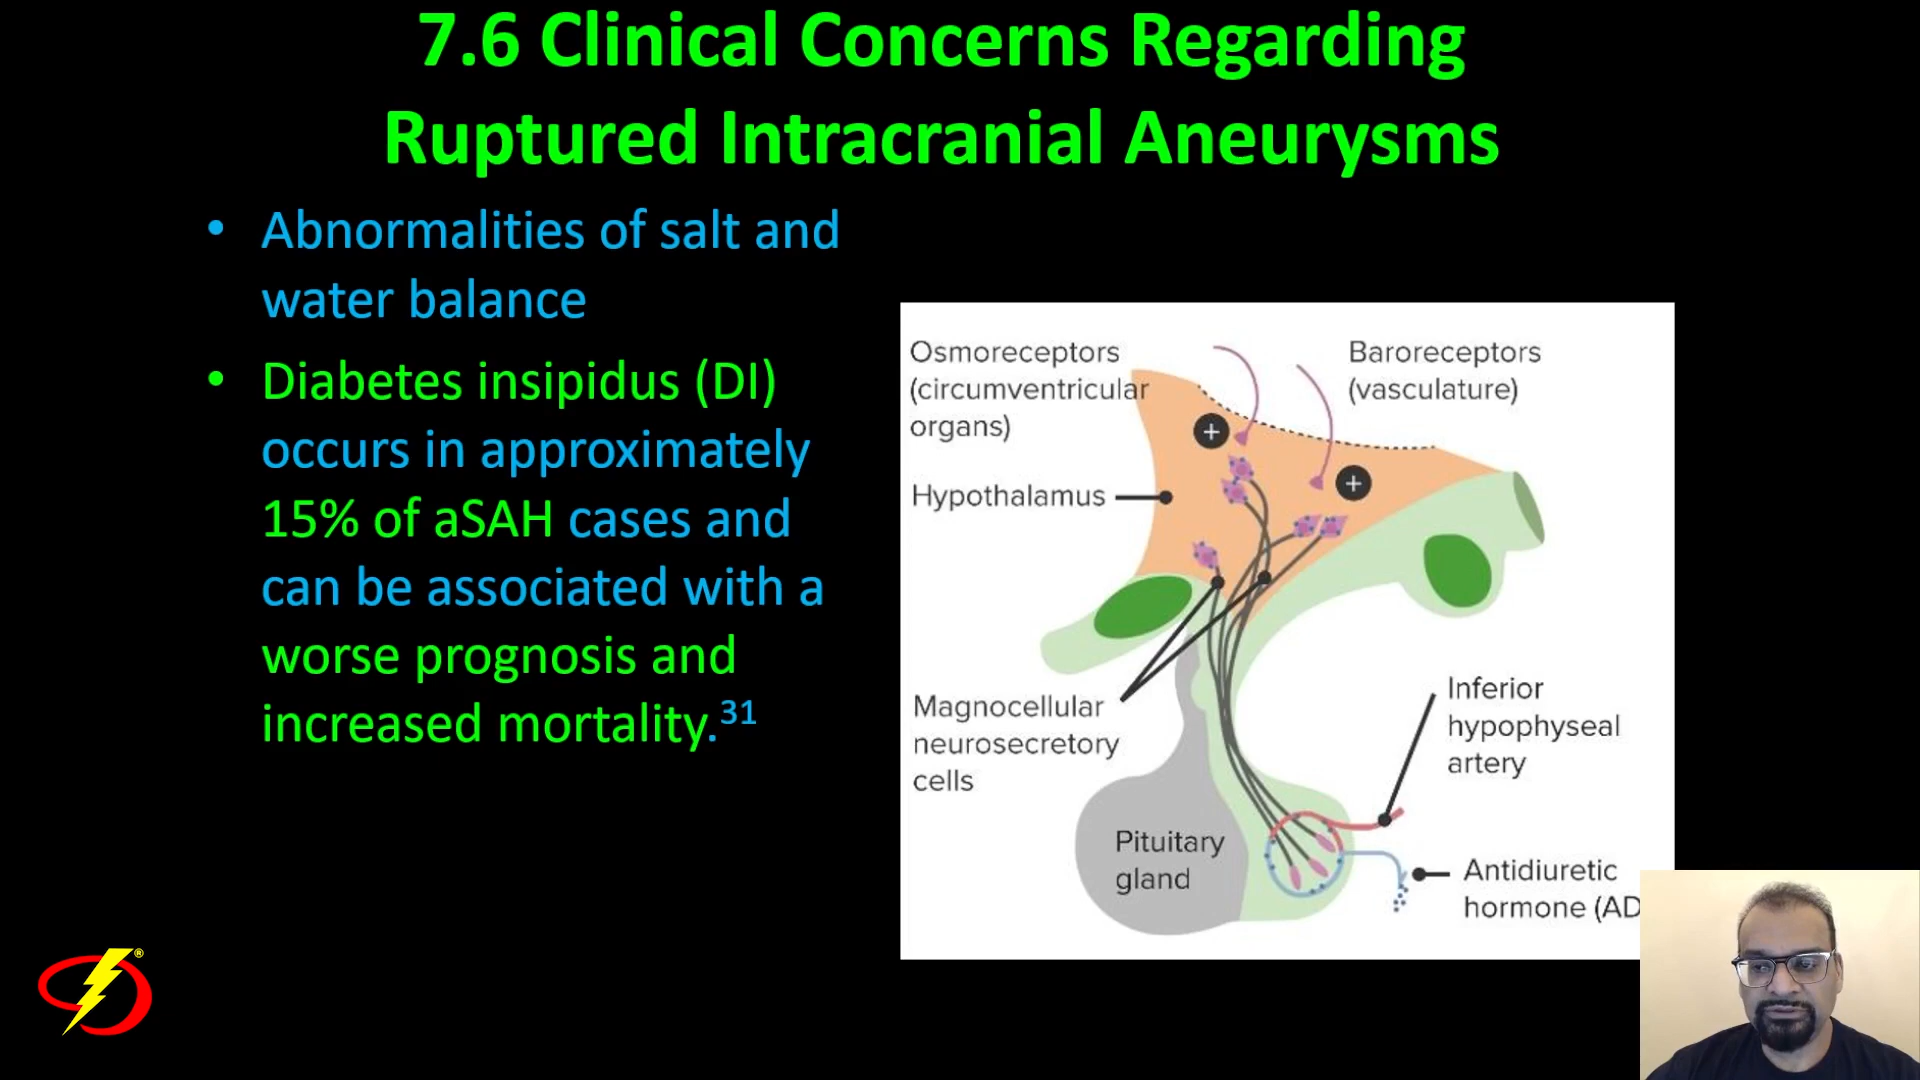 7.6 Clinical Concerns Regarding
Ruptured Intracranial Aneurysms
• Abnormalities of salt and
water balance
• Diabetes insipidus (DI)
occurs in approximately
15% of aSAH cases and
can be associated with a
worse prognosis and
increased mortality.31
Osmoreceptors
(circumventricular
organs)
Baroreceptors
(vasculature)
+
+
Hypothalamus
Magnocellular
neurosecretory
cells
Inferior
hypophyseal
artery
Pituitary
gland
Antidiuretic
hormone (AD
®